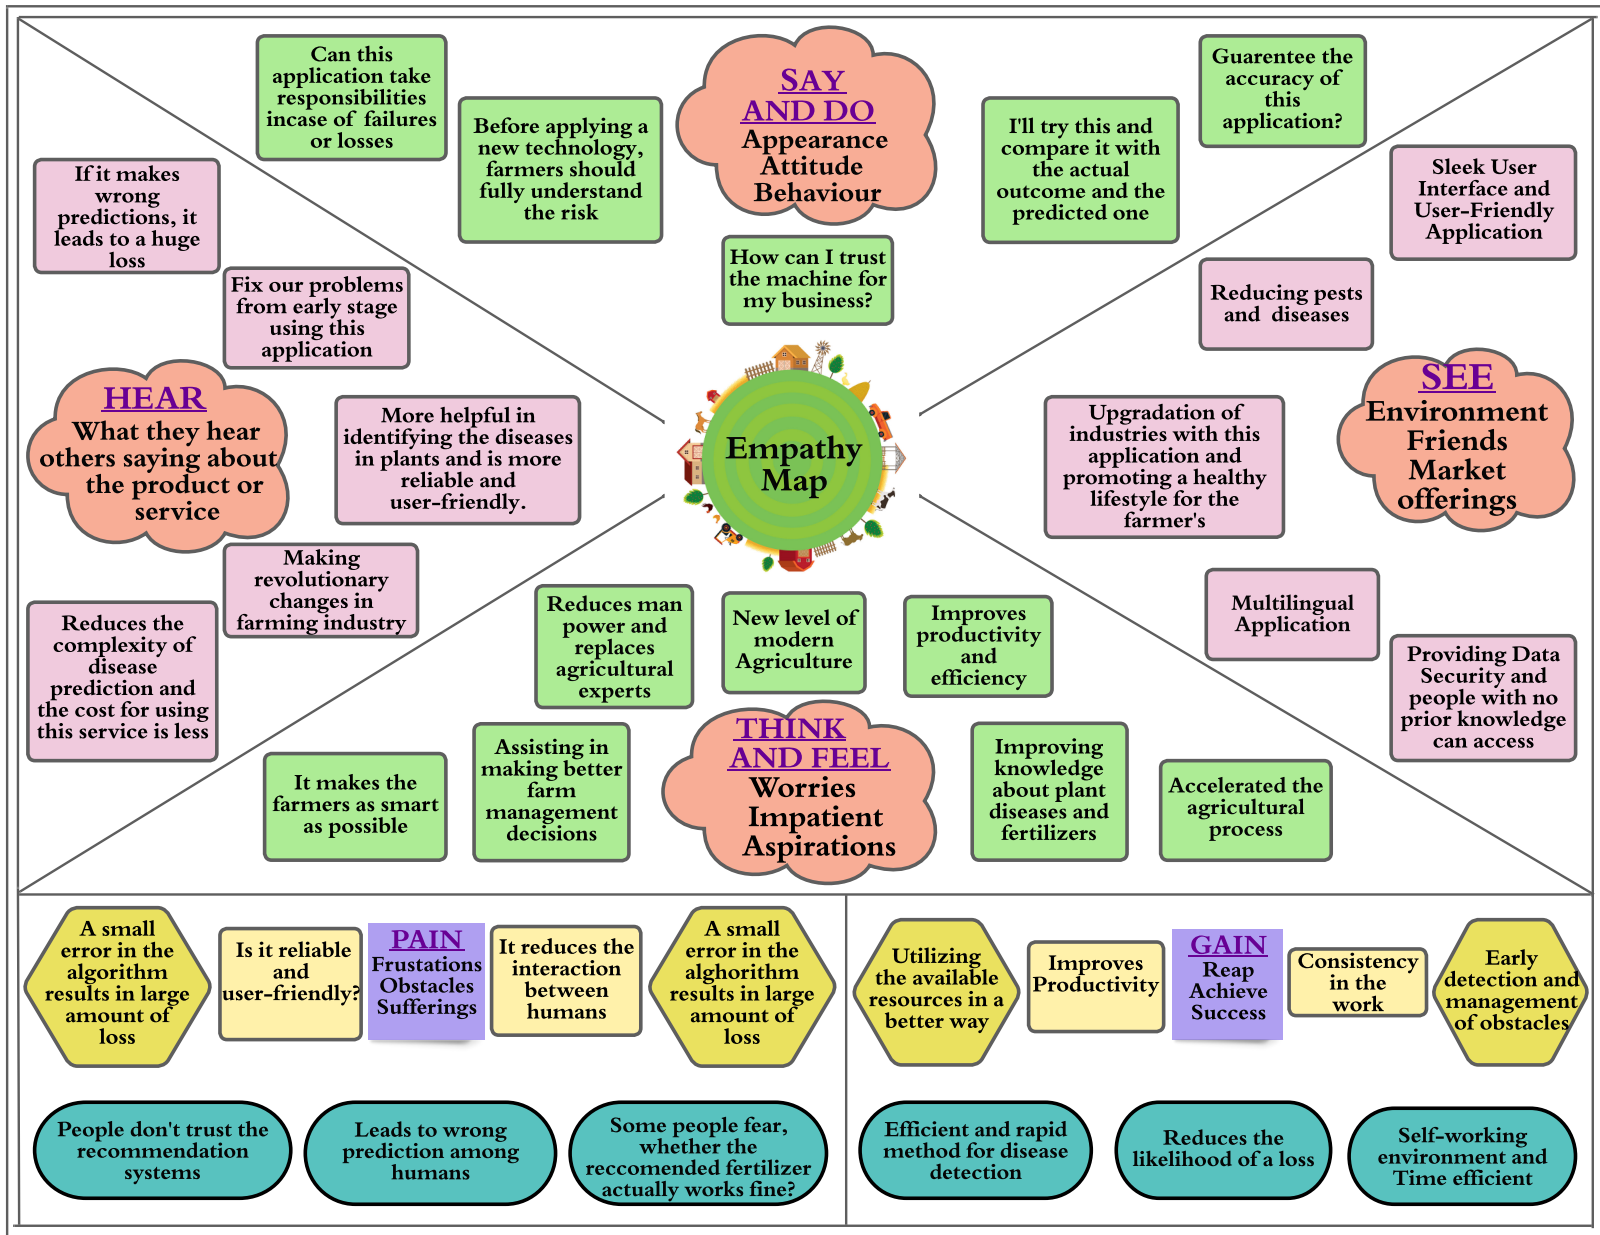 Can this
application take
responsibilities
incase of failures
or losses
Before applying a
new technology,
farmers should
fully understand
the risk
SAY
AND DO
Appearance
Attitude
Behaviour
How can I trust
the machine for
my business?
I'll try this and
compare it with
the actual
outcome and the
predicted one
Guarentee the
accuracy of
this
application?
If it makes
wrong
predictions, it
leads to a huge
loss
Fix our problems
from early stage
using this
application
HEAR
What they hear
others saying about
the product or
service
More helpful in
identifying the diseases
in plants and is more
reliable and
user-friendly.
Making
revolutionary
changes in
farming industry
Reduces the
complexity of
disease
prediction and
the cost for using
this service is less
Empathy
Map
Sleek User
Interface and
User-Friendly
Application
Reducing pests
and diseases
SEE
Environment
Friends
Market
offerings
Upgradation of
industries with this
application and
promoting a healthy
lifestyle for the
farmer's
Multilingual
Application
Providing Data
Security and
people with no
prior knowledge
can access
Reduces man
power and
replaces
agricultural
experts
New level of
modern
Agriculture
Improves
productivity
and
efficiency
It makes the
farmers as smart
as possible
Assisting in
making better
farm
management
decisions
THINK
AND FEEL
Worries
Impatient
Aspirations
Improving
knowledge
about plant
diseases and
fertilizers
Accelerated the
agricultural
process
A small
error in the
algorithm
results in large
amount of
loss
Is it reliable
and
user-friendly?
PAIN
Frustations
Obstacles
Sufferings
It reduces the
interaction
between
humans
A small
error in the
alghorithm
results in large
amount of
loss
People don't trust the
recommendation
systems
Leads to wrong
prediction among
humans
Some people fear,
whether the
reccomended fertilizer
actually works fine?
Utilizing
the available
resources in a
better way
Improves
Productivity
GAIN
Reap
Achieve
Success
Consistency
in the
work
Early
detection and
management
of obstacles
Efficient and rapid
method for disease
detection
Reduces the
likelihood of a loss
Self-working
environment and
Time efficient